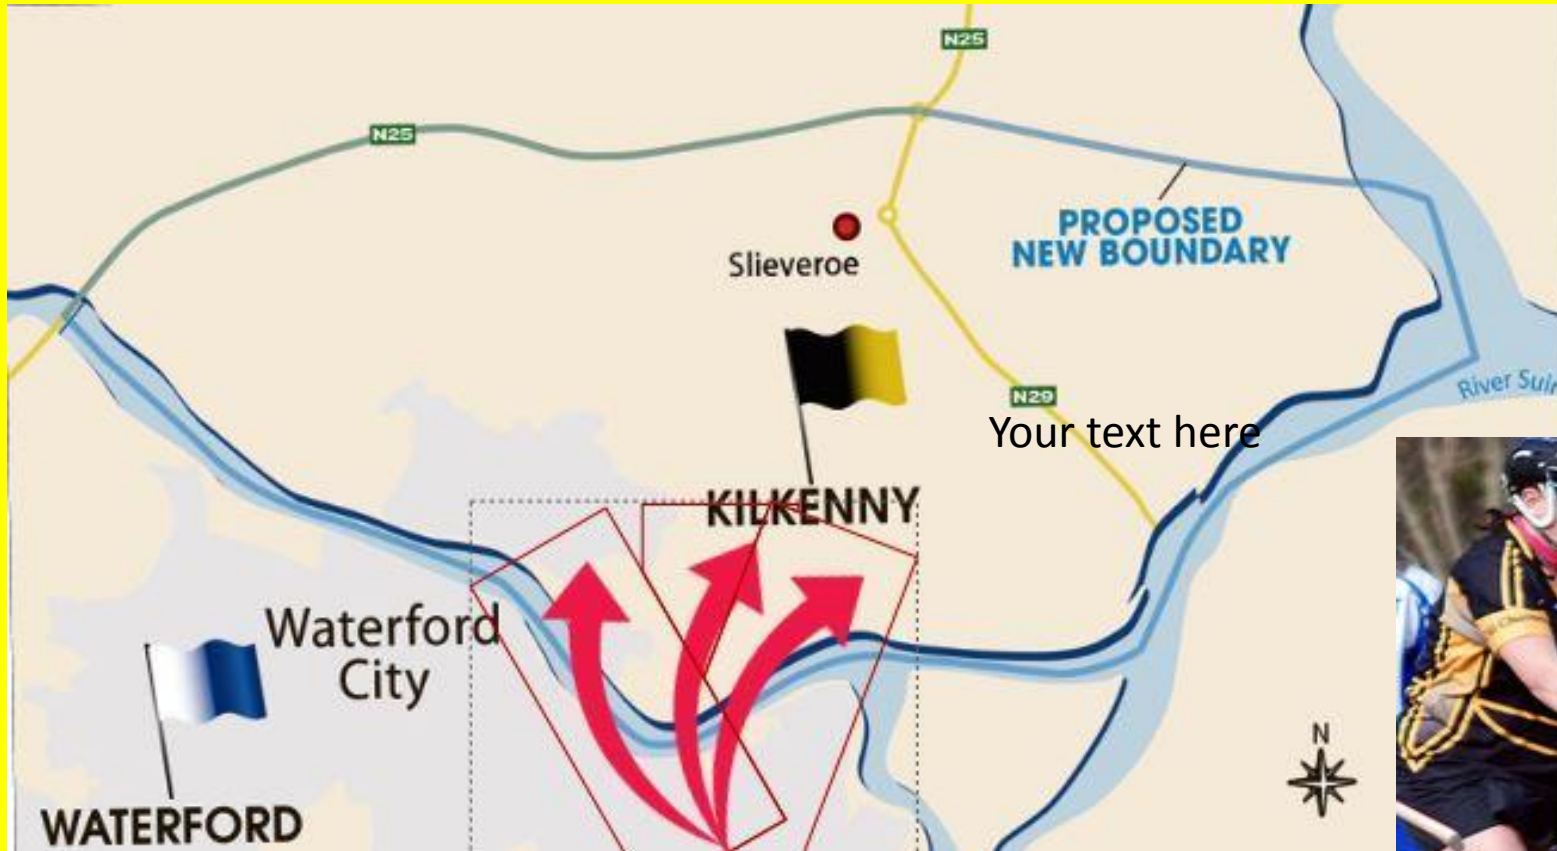 N25
N25
PROPOSED
NEW BOUNDARY
Slieveroe
River Suir
N29
Your text here
KILKENNY
Waterford
City
WATERFORD
N